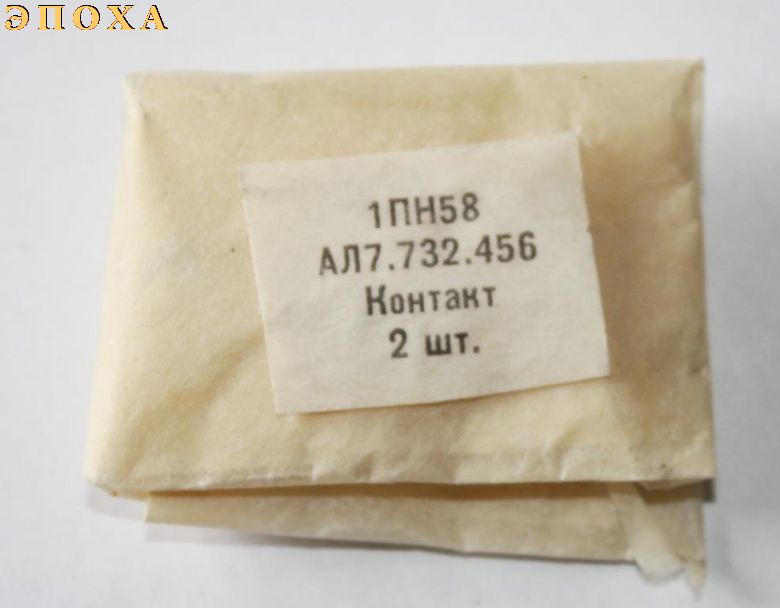 ЭПОХА
1ПН58
АЛ7.732.456
Контакт
2 шт.